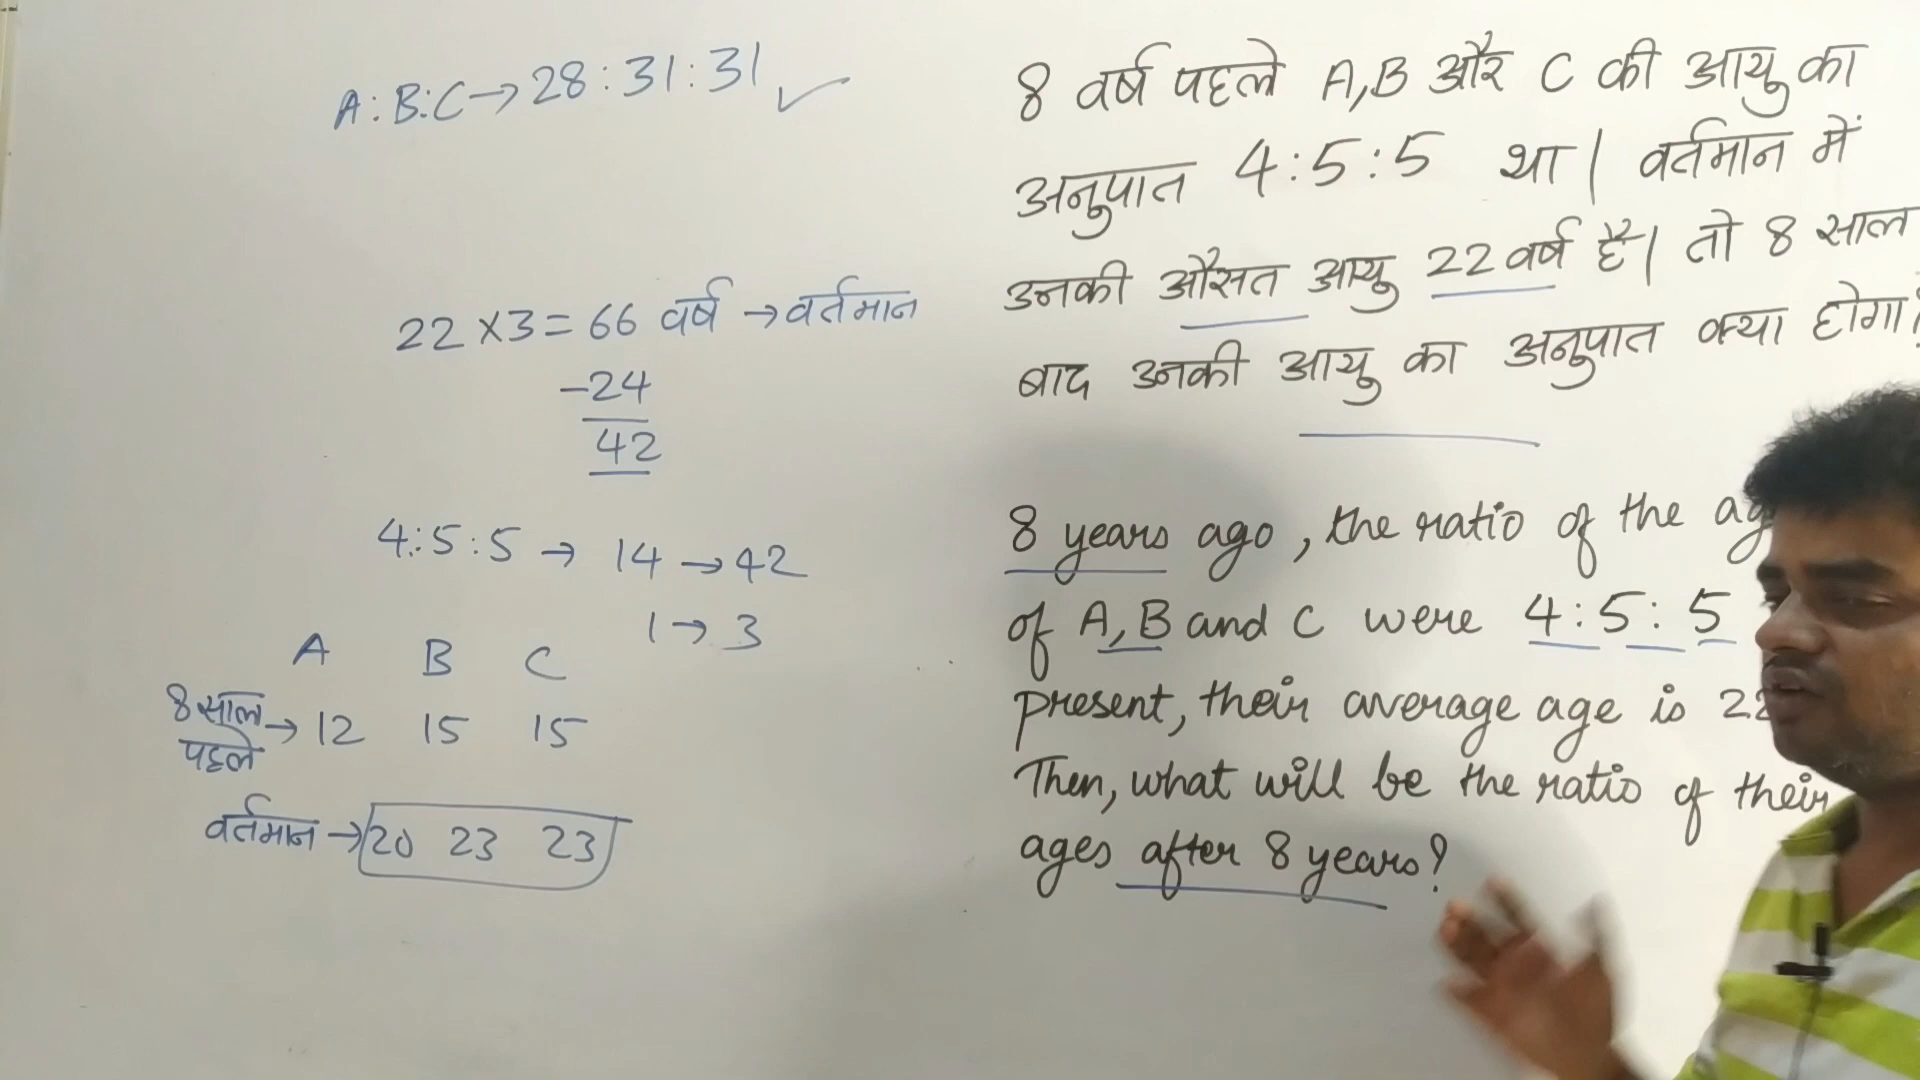 A:B:C→28:31:31 ✓
22×3=66 वर्ष →वर्तमान
-24
42
4:5:5 → 14 →42
1→ 3
A B C
8 साल पहले → 12 15 15
वर्तमान → 20 23 23
8 वर्ष पहले A,B और C की आयु का
अनुपात 4:5:5 था| वर्तमान में
उनकी औसत आयु 22 वर्ष है| तो 8 साल
बाद उनकी आयु का अनुपात क्या होगा?
8 years ago, the ratio of the ag
of A, B and C were 4:5:5
present, their average age is 22
Then, what will be the ratio of their
ages after 8 years?